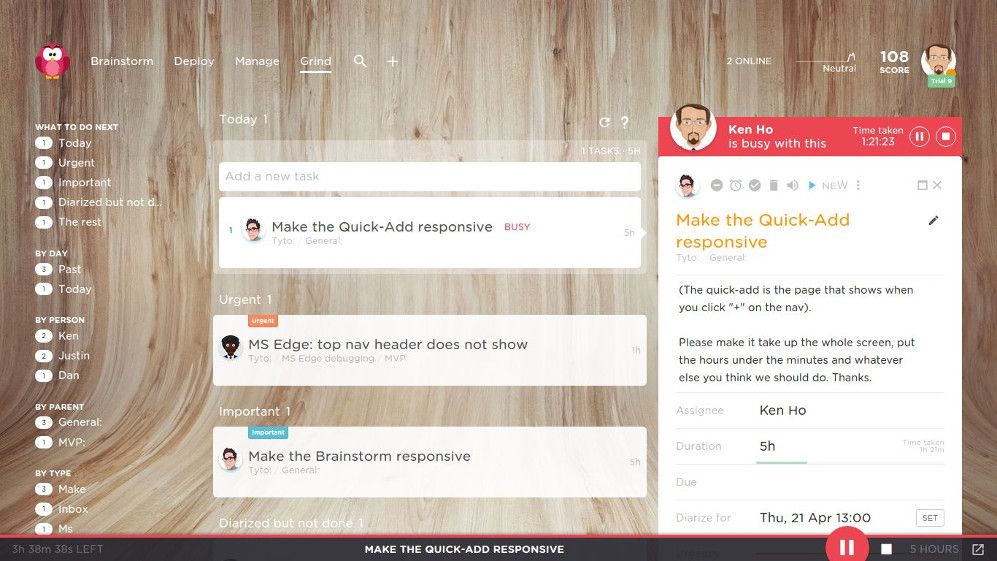 Brainstorm Deploy Manage Grind
2 ONLINE
Neutral
108
SCORE
Trial 9
WHAT TO DO NEXT
1 Today
1 Urgent
1 Important
1 Diarized but not d...
1 The rest
BY DAY
3 Past
1 Today
BY PERSON
2 Ken
2 Justin
1 Dan
BY PARENT
3 General:
1 MVP:
BY TYPE
3 Make
1 Inbox
1 Ms
Today 1
?
1 TASKS · 5H
Add a new task
1 Make the Quick-Add responsive BUSY
Tyto: / General:
5h
Urgent 1
Urgent
MS Edge: top nav header does not show
Tyto: / MS Edge debugging / MVP:
1h
Important 1
Important
Make the Brainstorm responsive
Tyto: / General:
5h
Diarized but not done 1
Ken Ho
is busy with this
Time taken
1:21:23
NEW
Make the Quick-Add
responsive
Tyto: General:
(The quick-add is the page that shows when
you click "+" on the nav).
Please make it take up the whole screen, put
the hours under the minutes and whatever
else you think we should do. Thanks.
Assignee Ken Ho
Duration 5h
Time taken
1h 21m
Due
Diarize for Thu, 21 Apr 13:00 SET
3h 38m 38s LEFT
MAKE THE QUICK-ADD RESPONSIVE
5 HOURS